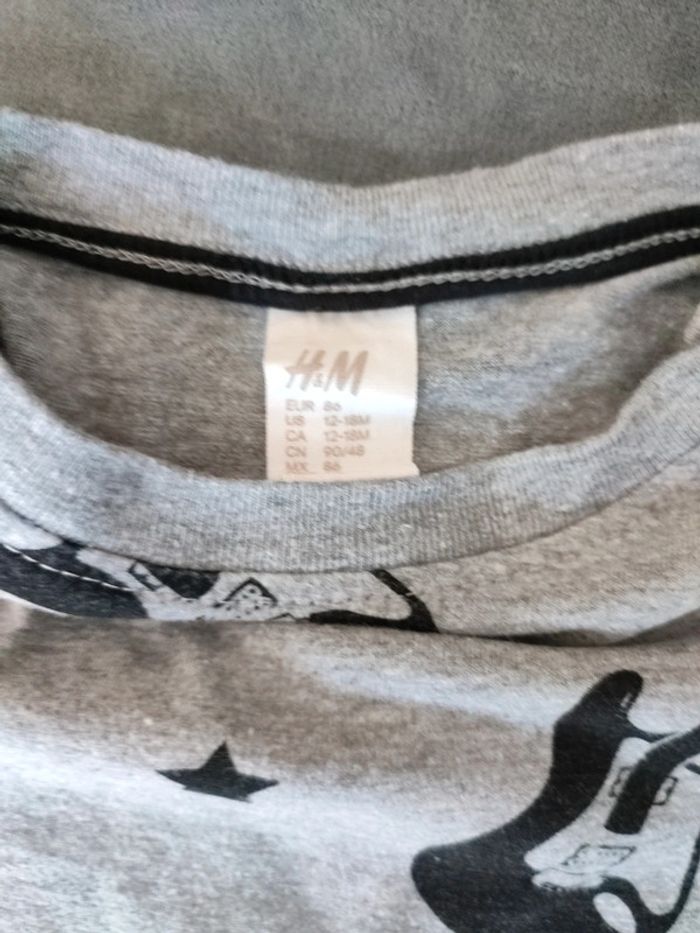 H&M
EUR 86
US 12-18M
CA 12-18M
CN 90/48
MX 86